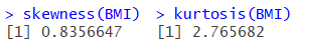 > skewness(BMI) > kurtosis(BMI)
[1] 0.8356647 [1] 2.765682